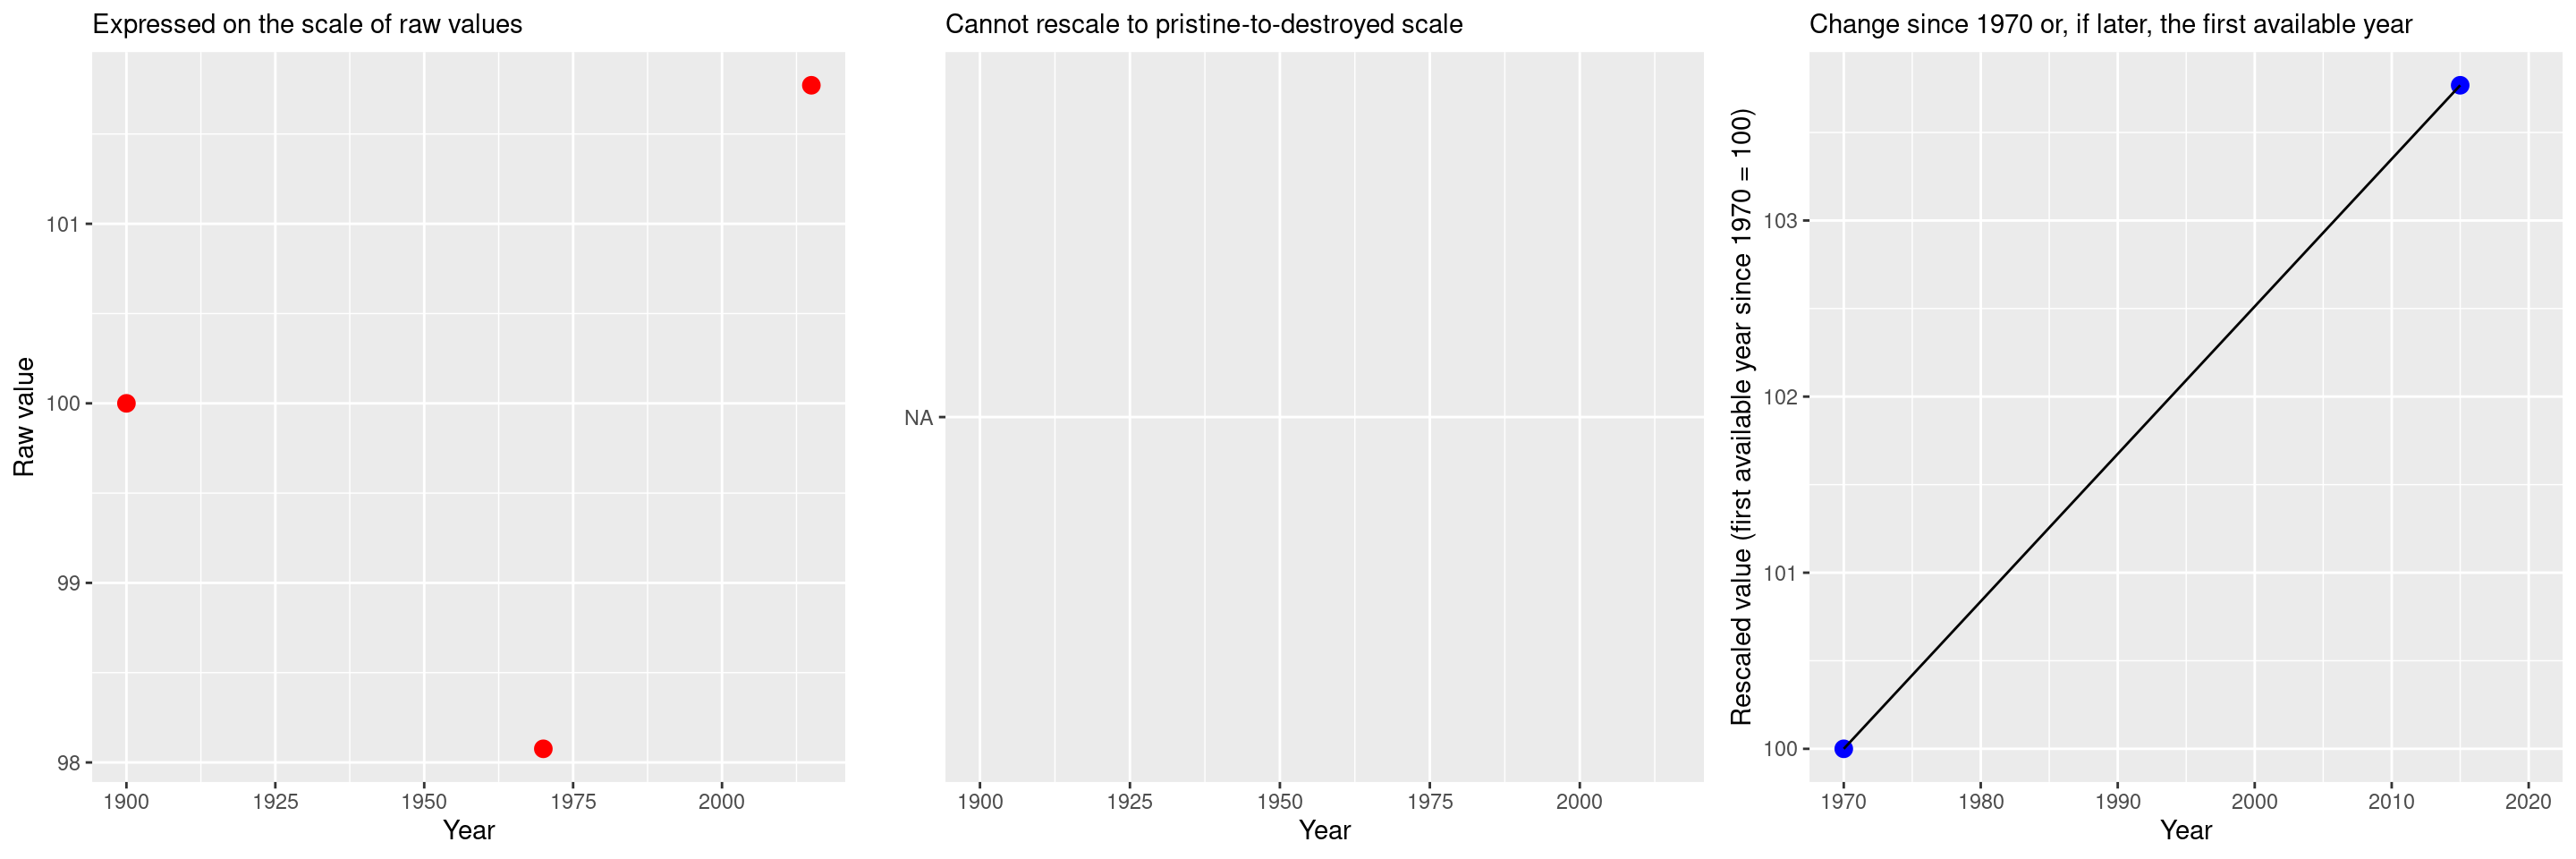 Expressed on the scale of raw values
Raw value
101
100
99
98
1900 1925 1950 1975 2000
Year
Cannot rescale to pristine-to-destroyed scale
NA
1900 1925 1950 1975 2000
Year
Change since 1970 or, if later, the first available year
Rescaled value (first available year since 1970 = 100)
103
102
101
100
1970 1980 1990 2000 2010 2020
Year